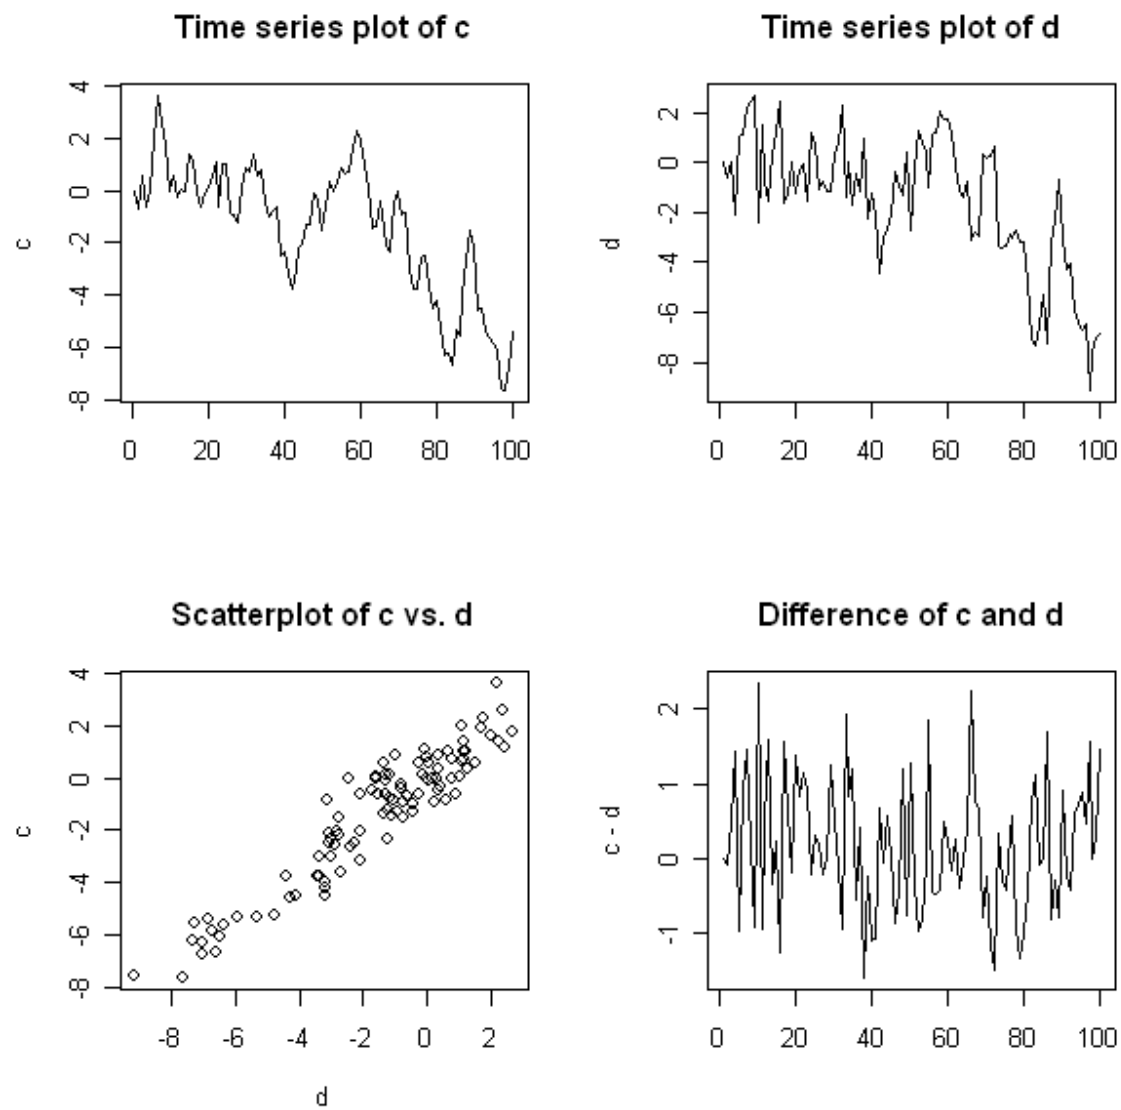 Time series plot of c
c
4
2
0
-2
-4
-6
-8
0 20 40 60 80 100
Time series plot of d
d
2
0
-2
-4
-6
-8
0 20 40 60 80 100
Scatterplot of c vs. d
c
4
2
0
-2
-4
-6
-8
-8 -6 -4 -2 0 2
d
Difference of c and d
c - d
2
1
0
-1
0 20 40 60 80 100